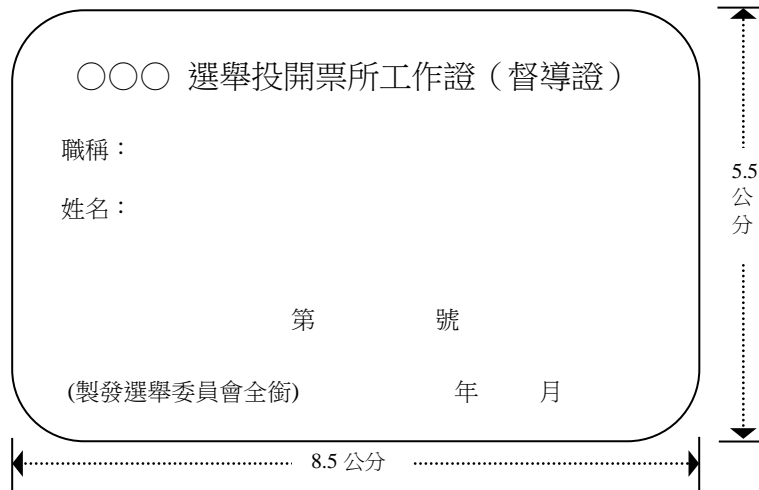 ○○○ 選舉投開票所工作證（督導證）
職稱：
姓名：
第 號
(製發選舉委員會全銜) 年 月
5.5
公
分
8.5 公分